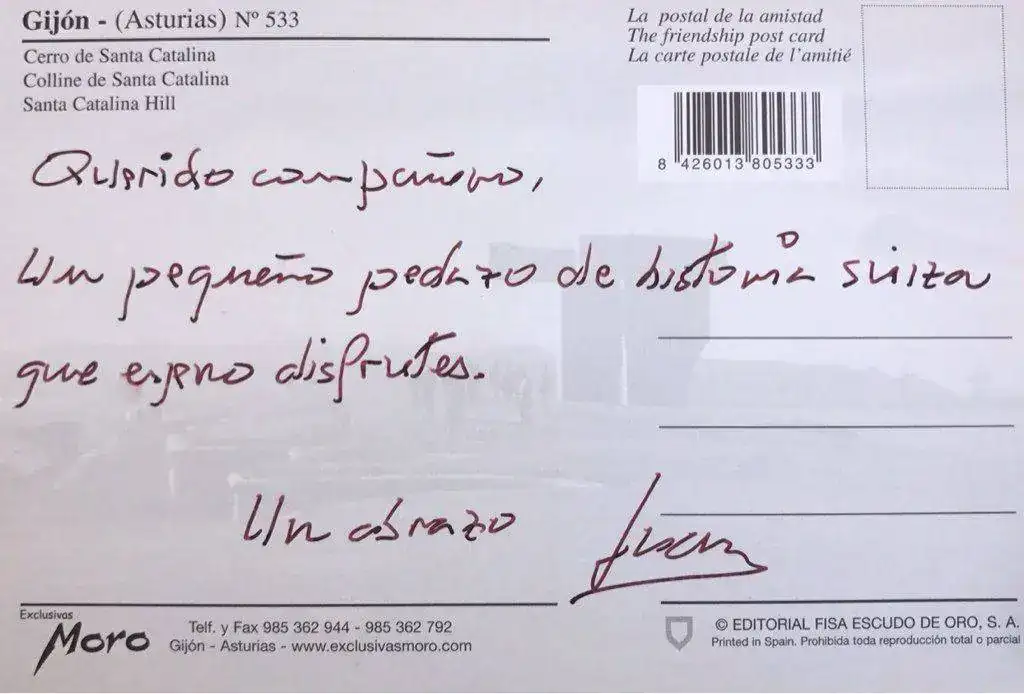 Gijón - (Asturias) Nº 533
Cerro de Santa Catalina
Colline de Santa Catalina
Santa Catalina Hill
La postal de la amistad
The friendship post card
La carte postale de l'amitié
8 426013 805333
Querido compañero,
Un pequeño pedazo de historia suiza
que espero disfrutes.
Un abrazo
Juan
Exclusivas
Moro
Telf. y Fax 985 362 944 - 985 362 792
Gijón - Asturias - www.exclusivasmoro.com
© EDITORIAL FISA ESCUDO DE ORO, S. A.
Printed in Spain. Prohibida toda reproducción total o parcial